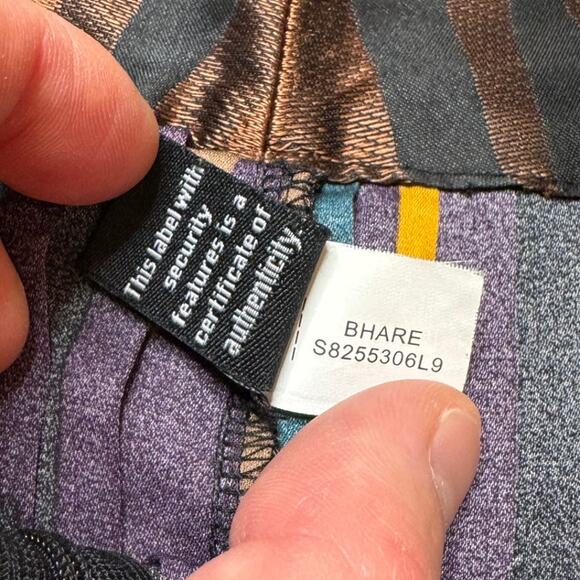 This label with
security
features is a
certificate of
authenticity.
BHARE
S8255306L9